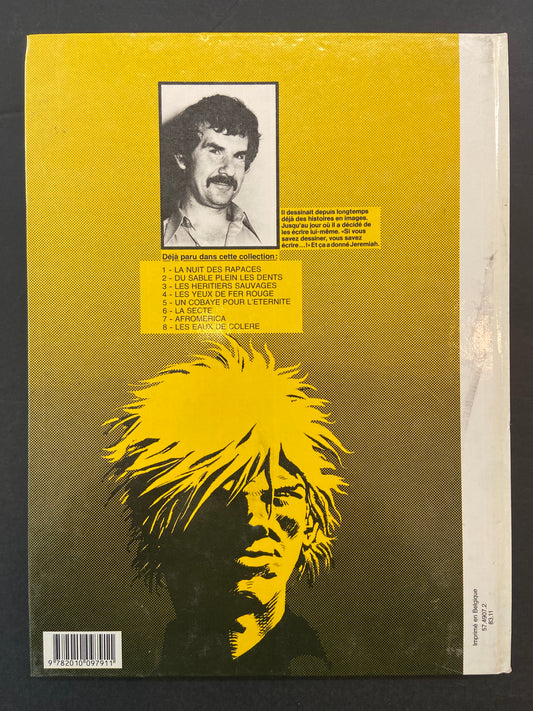 Il dessinait depuis longtemps
déjà des histoires en images.
Jusqu'au jour où il a décidé de
les écrire lui-même. «Si vous
savez dessiner, vous savez
écrire...!» Et ça a donné Jeremiah.
Déjà paru dans cette collection :
1 - LA NUIT DES RAPACES
2 - DU SABLE PLEIN LES DENTS
3 - LES HERITIERS SAUVAGES
4 - LES YEUX DE FER ROUGE
5 - UN COBAYE POUR L'ETERNITE
6 - LA SECTE
7 - AFROMERICA
8 - LES EAUX DE COLERE
9 782010 097911
Imprimé en Belgique
57.4907.2
83.11